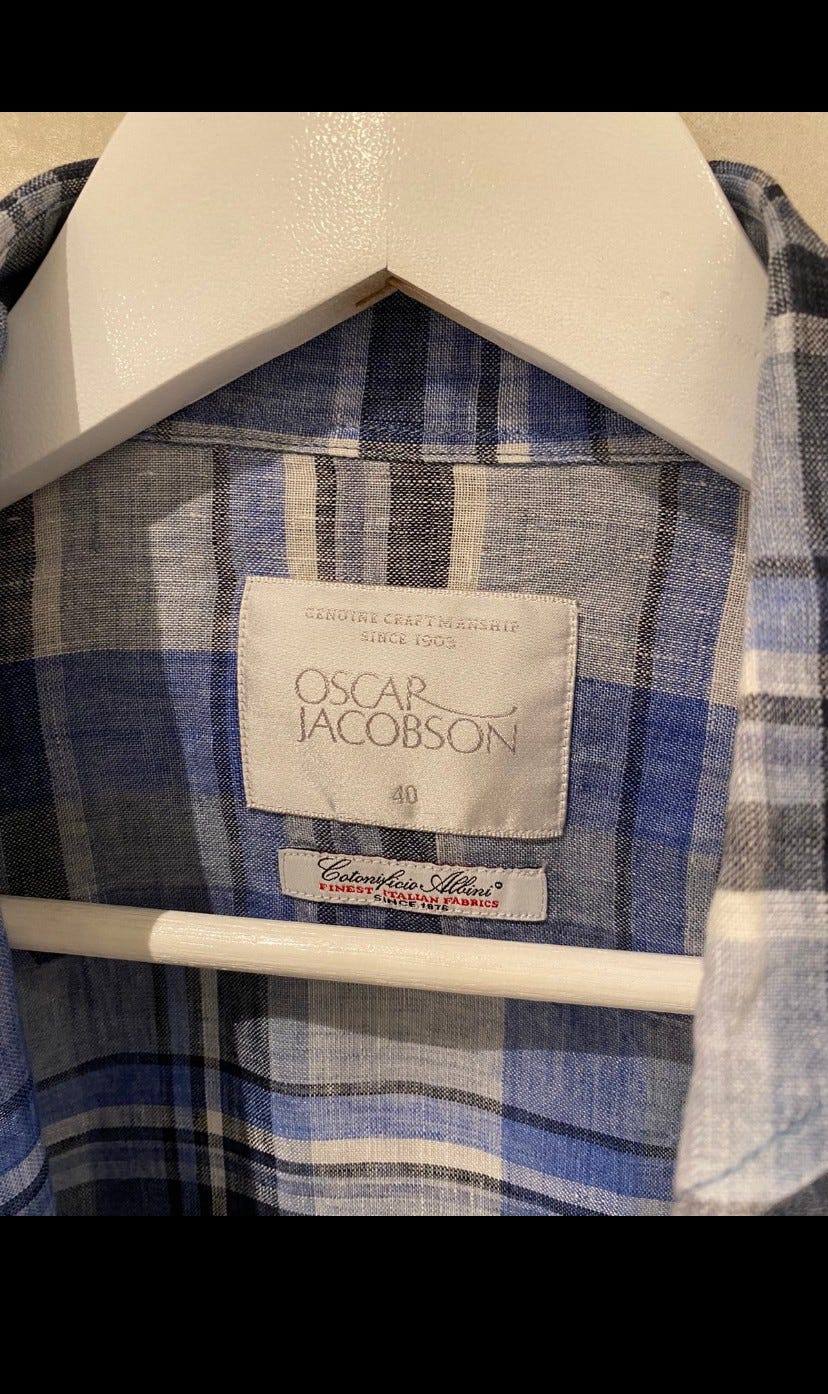 GENUINE CRAFTMANSHIP
SINCE 1903
OSCAR
JACOBSON
40
Cotonificio Albini
FINEST ITALIAN FABRICS
SINCE 1876